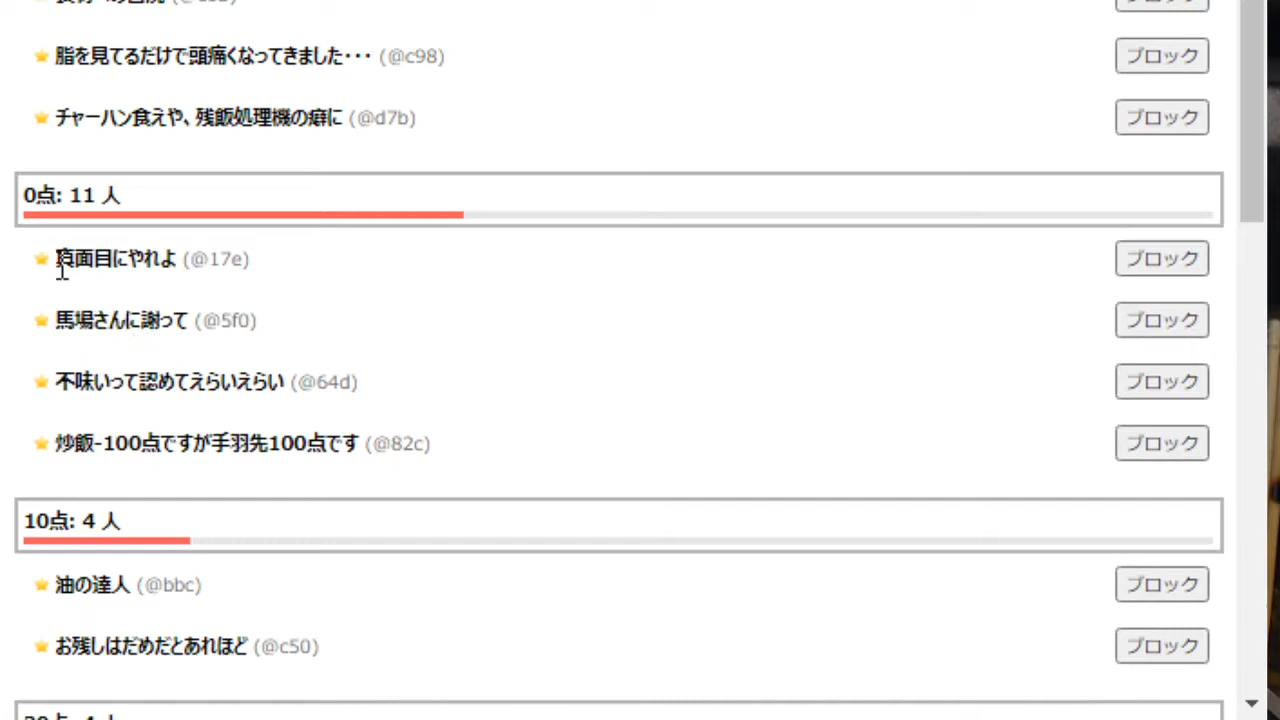 脂を見てるだけで頭痛くなってきました・・・ (@c98) ブロック
チャーハン食えや、残飯処理機の癖に (@d7b) ブロック
0点: 11 人
真面目にやれよ (@17e) ブロック
馬場さんに謝って (@5f0) ブロック
不味いって認めてえらいえらい (@64d) ブロック
炒飯-100点ですが手羽先100点です (@82c) ブロック
10点: 4 人
油の達人 (@bbc) ブロック
お残しはだめだとあれほど (@c50) ブロック